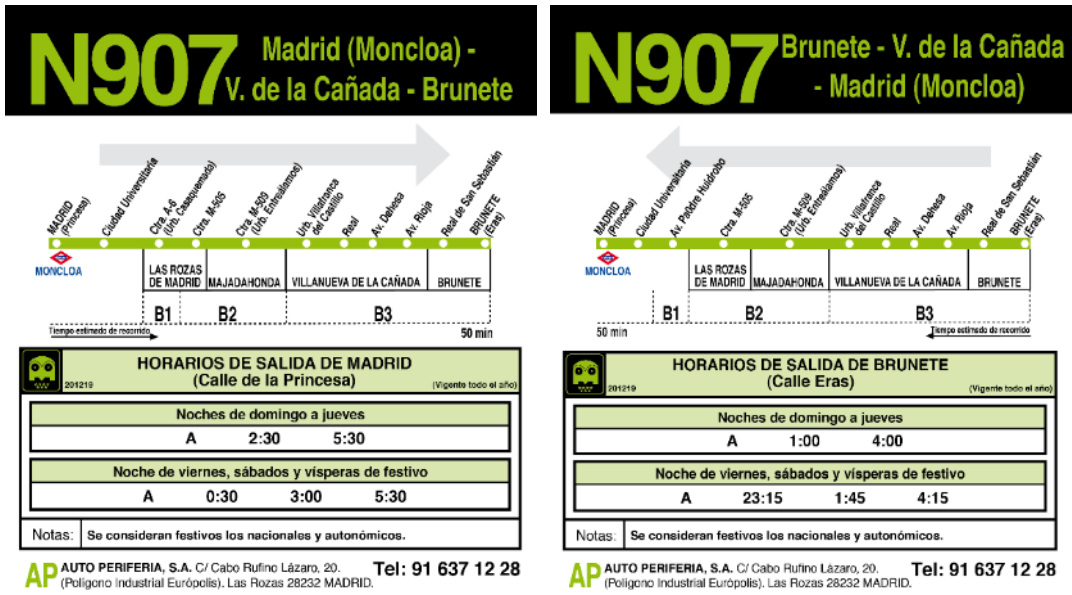 N907
Madrid (Moncloa) -
V. de la Cañada - Brunete
MADRID
(Princesa)
Ciudad Universitaria
Ctra. A-6
(Urb. Casaquemada)
Ctra. M-505
Ctra. M-509
(Urb. Entreálamos)
Urb. Villafranca
del Castillo
Real
Av. Dehesa
Av. Rioja
Real de San Sebastián
BRUNETE
(Eras)
MONCLOA
LAS ROZAS
DE MADRID
MAJADAHONDA
VILLANUEVA DE LA CAÑADA
BRUNETE
B1
B2
B3
Tiempo estimado de recorrido
50 min
HORARIOS DE SALIDA DE MADRID
(Calle de la Princesa)
201219
(Vigente todo el año)
Noches de domingo a jueves
A 2:30 5:30
Noche de viernes, sábados y vísperas de festivo
A 0:30 3:00 5:30
Notas: Se consideran festivos los nacionales y autonómicos.
AP AUTO PERIFERIA, S.A. C/ Cabo Rufino Lázaro, 20.
(Polígono Industrial Európolis). Las Rozas 28232 MADRID.
Tel: 91 637 12 28
N907
Brunete - V. de la Cañada
- Madrid (Moncloa)
MADRID
(Princesa)
Ciudad Universitaria
Av. Paddre Huidrobo
Ctra. M-505
Ctra. M-509
(Urb. Entreálamos)
Urb. Villafranca
del Castillo
Real
Av. Dehesa
Av. Rioja
Real de San Sebastián
BRUNETE
(Eras)
MONCLOA
LAS ROZAS
DE MADRID
MAJADAHONDA
VILLANUEVA DE LA CAÑADA
BRUNETE
B1
B2
B3
50 min
Tiempo estimado de recorrido
HORARIOS DE SALIDA DE BRUNETE
(Calle Eras)
201219
(Vigente todo el año)
Noches de domingo a jueves
A 1:00 4:00
Noche de viernes, sábados y vísperas de festivo
A 23:15 1:45 4:15
Notas: Se consideran festivos los nacionales y autonómicos.
AP AUTO PERIFERIA, S.A. C/ Cabo Rufino Lázaro, 20.
(Polígono Industrial Európolis). Las Rozas 28232 MADRID.
Tel: 91 637 12 28